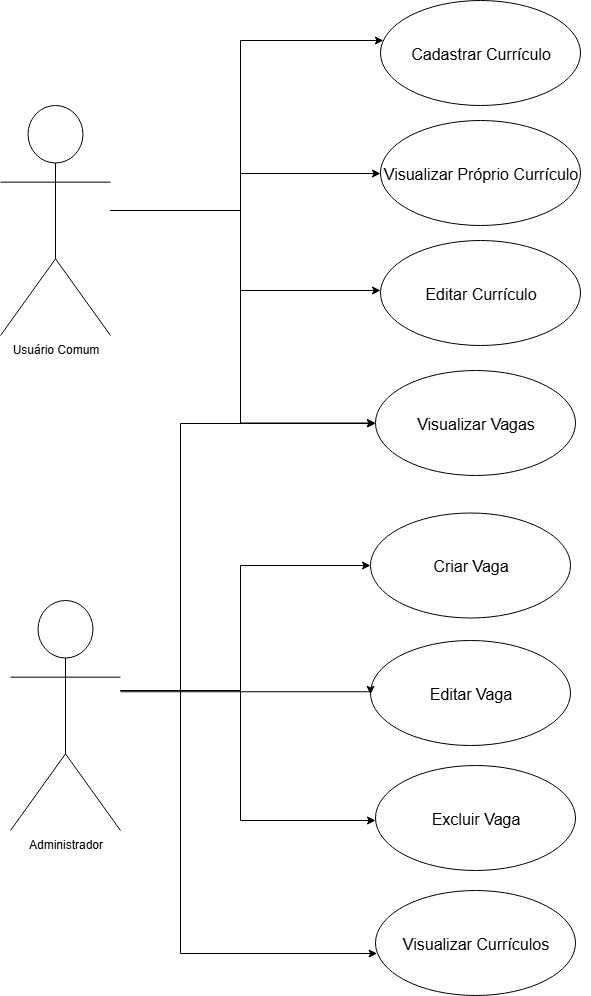 Cadastrar Currículo
Visualizar Próprio Currículo
Editar Currículo
Usuário Comum
Visualizar Vagas
Criar Vaga
Editar Vaga
Excluir Vaga
Administrador
Visualizar Currículos